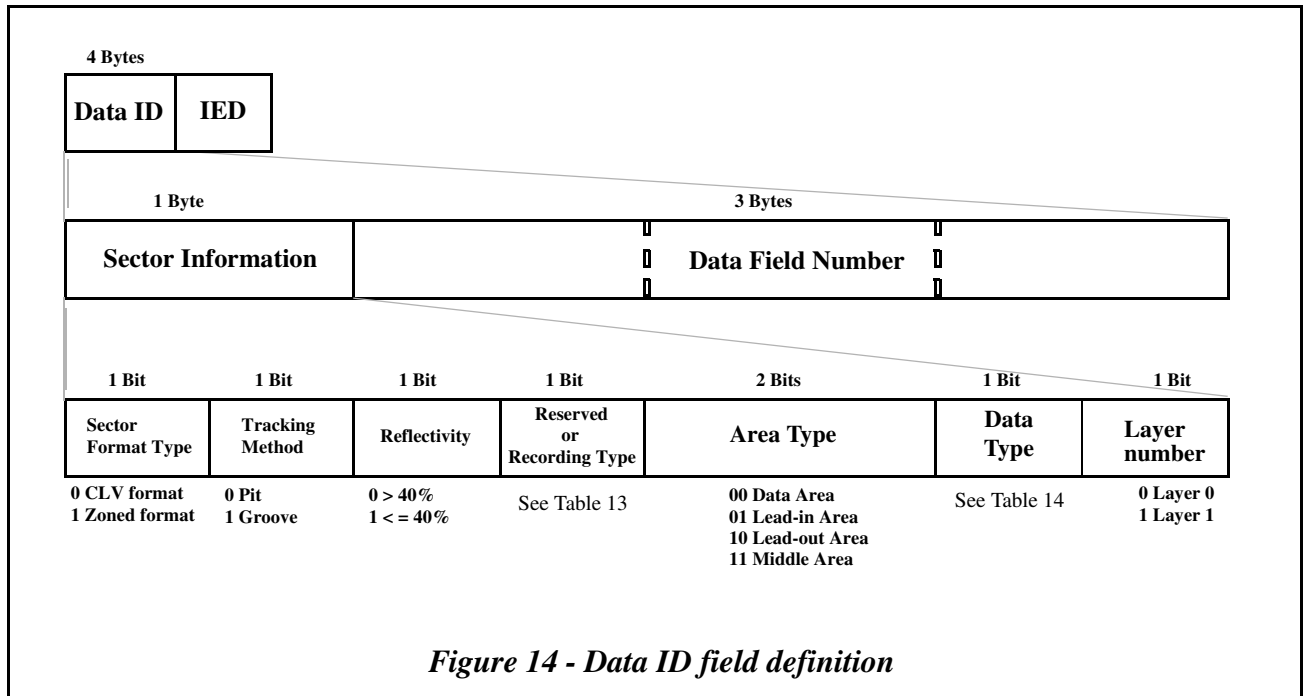 4 Bytes
Data ID IED
1 Byte 3 Bytes
Sector Information Data Field Number
1 Bit 1 Bit 1 Bit 1 Bit 2 Bits 1 Bit 1 Bit
Sector
Format Type
Tracking
Method
Reflectivity
Reserved
or
Recording Type
Area Type
Data
Type
Layer
number
0 CLV format
1 Zoned format
0 Pit
1 Groove
0 > 40%
1 < = 40%
See Table 13
00 Data Area
01 Lead-in Area
10 Lead-out Area
11 Middle Area
See Table 14
0 Layer 0
1 Layer 1
Figure 14 - Data ID field definition